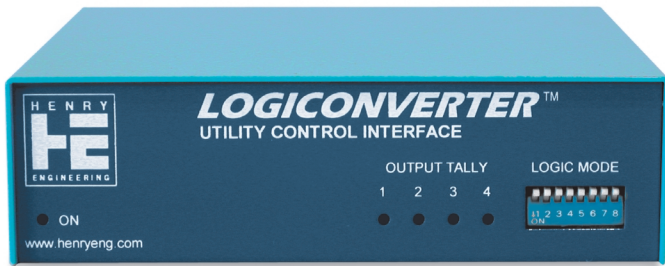 HENRY
HE
ENGINEERING
LOGICONVERTER™
UTILITY CONTROL INTERFACE
OUTPUT TALLY
LOGIC MODE
1 2 3 4
1 2 3 4 5 6 7 8
ON
ON
www.henryeng.com